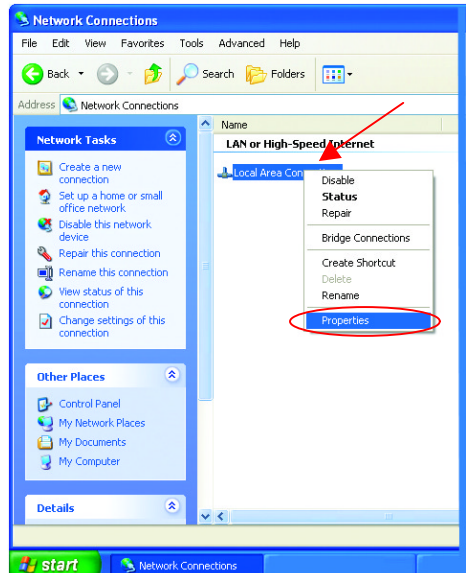 Network Connections
File Edit View Favorites Tools Advanced Help
Back Search Folders
Address Network Connections
Name
LAN or High-Speed Internet
Local Area Con
Disable
Status
Repair
Bridge Connections
Create Shortcut
Delete
Rename
Properties
Network Tasks
Create a new
connection
Set up a home or small
office network
Disable this network
device
Repair this connection
Rename this connection
View status of this
connection
Change settings of this
connection
Other Places
Control Panel
My Network Places
My Documents
My Computer
Details
start Network Connections